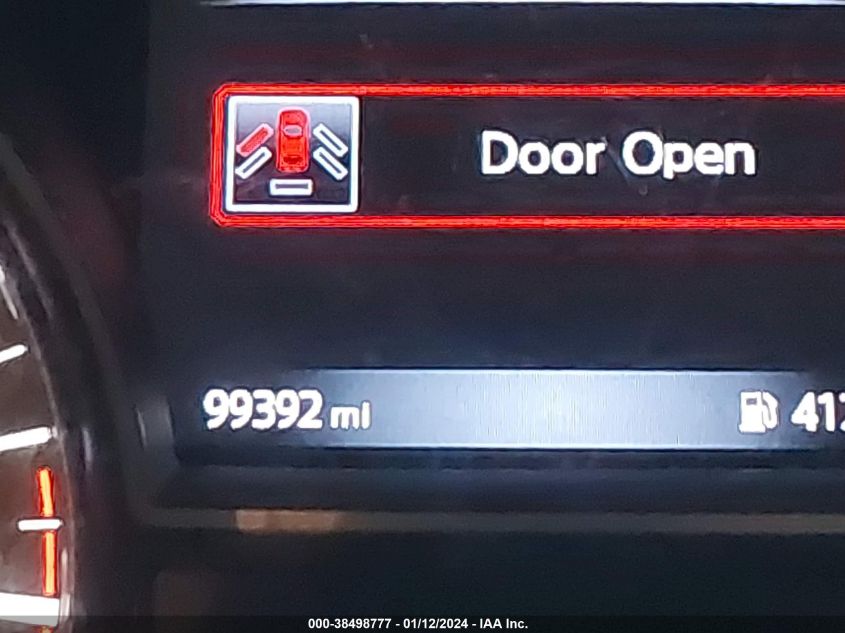 Door Open
99392 mi
000-38498777 - 01/12/2024 - IAA Inc.